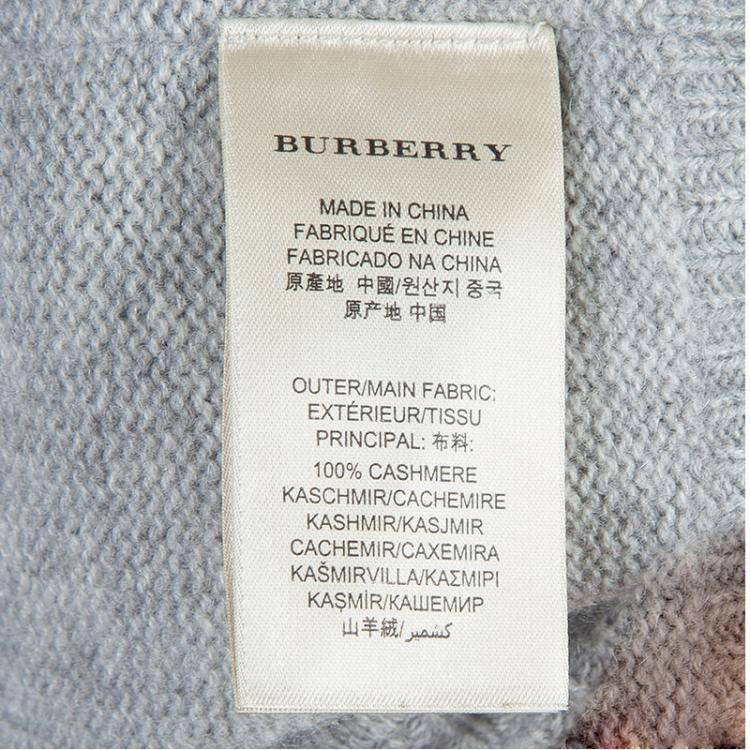 BURBERRY
MADE IN CHINA
FABRIQUÉ EN CHINE
FABRICADO NA CHINA
原產地 中國/원산지 중국
原产地 中国
OUTER/MAIN FABRIC:
EXTÉRIEUR/TISSU
PRINCIPAL: 布料:
100% CASHMERE
KASCHMIR/CACHEMIRE
KASHMIR/KASJMIR
CACHEMIR/CAXEMIRA
KAŠMIRVILLA/ΚΑΣΜΙΡΙ
KAŞMİR/КАШЕМИР
山羊絨/كشمير